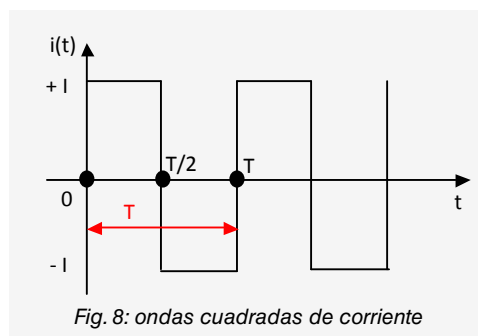 i(t)
+ I
T/2
T
0
T
t
- I
Fig. 8: ondas cuadradas de corriente